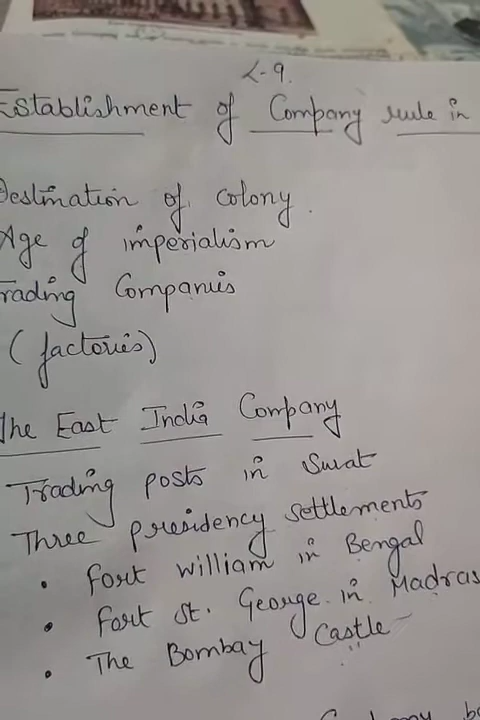 L-9.
Establishment of Company rule in
Destination of colony.
Age of imperialism
Trading Companies
(factories)
The East India Company
Trading posts in Surat
Three presidency settlements
• Fort William in Bengal
• Fort St. George in Madras
• The Bombay Castle